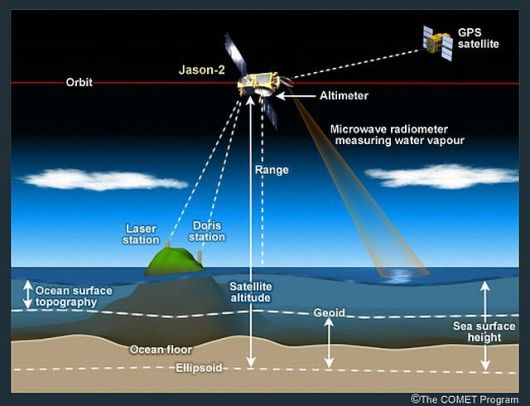 GPS
satellite
Jason-2
Orbit
Altimeter
Microwave radiometer
measuring water vapour
Range
Laser
station
Doris
station
Ocean surface
topography
Satellite
altitude
Geoid
Sea surface
height
Ocean floor
Ellipsoid
©The COMET Program